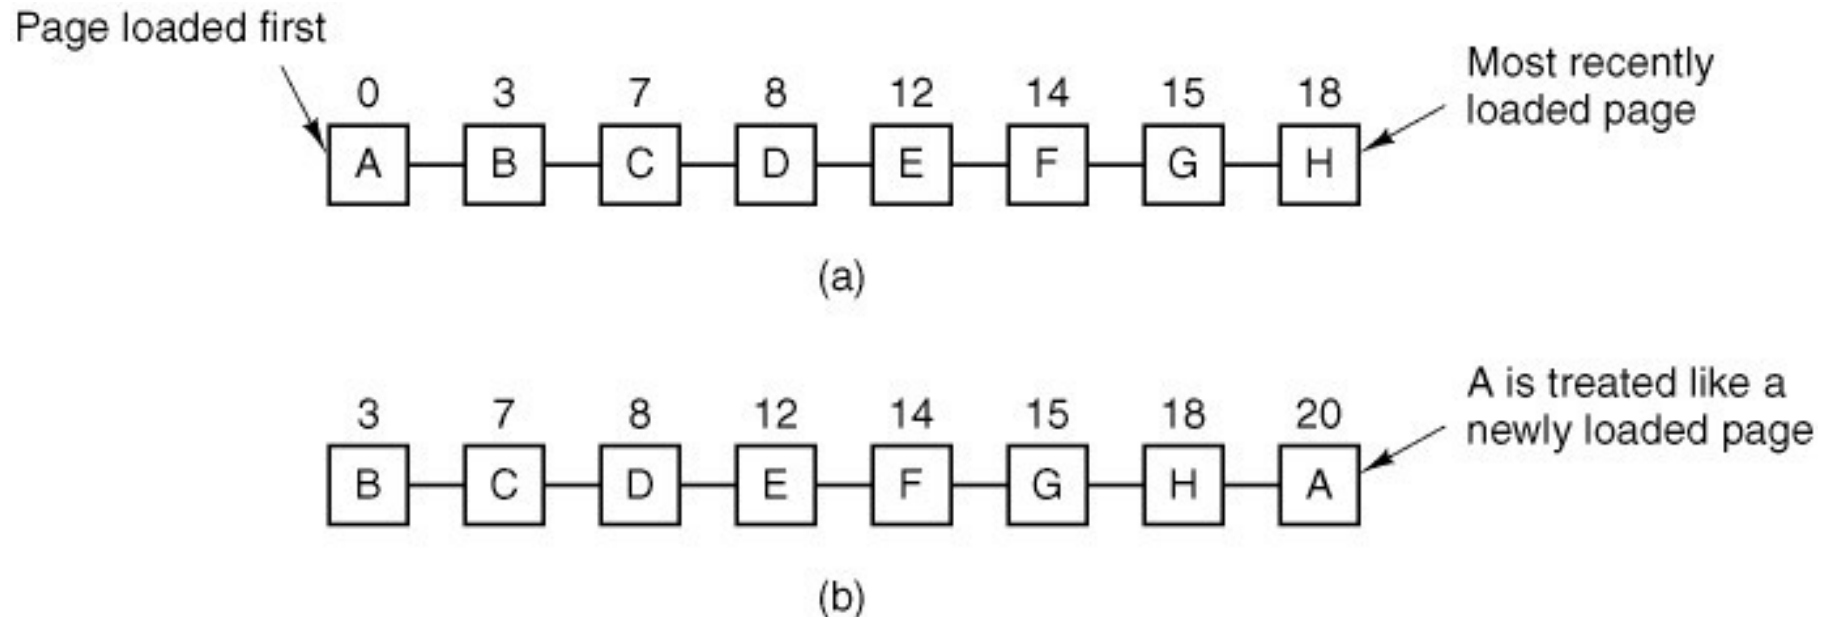 Page loaded first
0 3 7 8 12 14 15 18
Most recently
loaded page
A B C D E F G H
(a)
3 7 8 12 14 15 18 20
A is treated like a
newly loaded page
B C D E F G H A
(b)